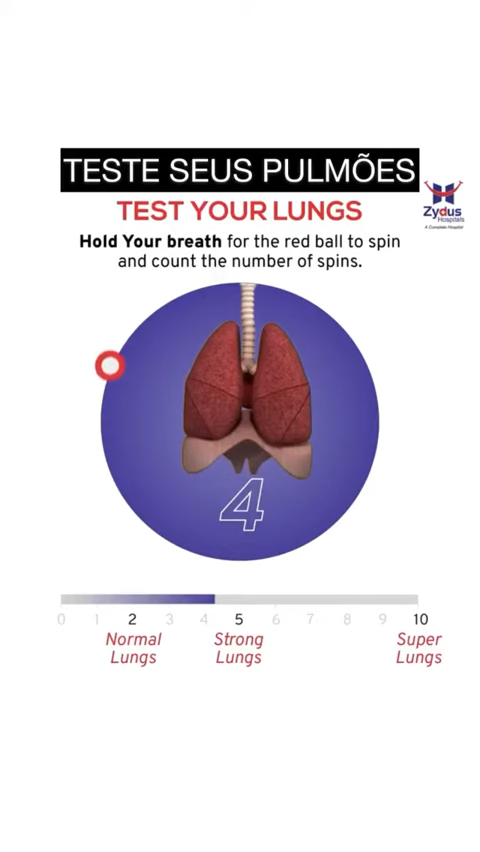 TESTE SEUS PULMÕES
TEST YOUR LUNGS
Zydus
Hospitals
A Complete Hospital
Hold Your breath for the red ball to spin
and count the number of spins.
4
0 1 2 3 4 5 6 7 8 9 10
Normal Lungs
Strong Lungs
Super Lungs